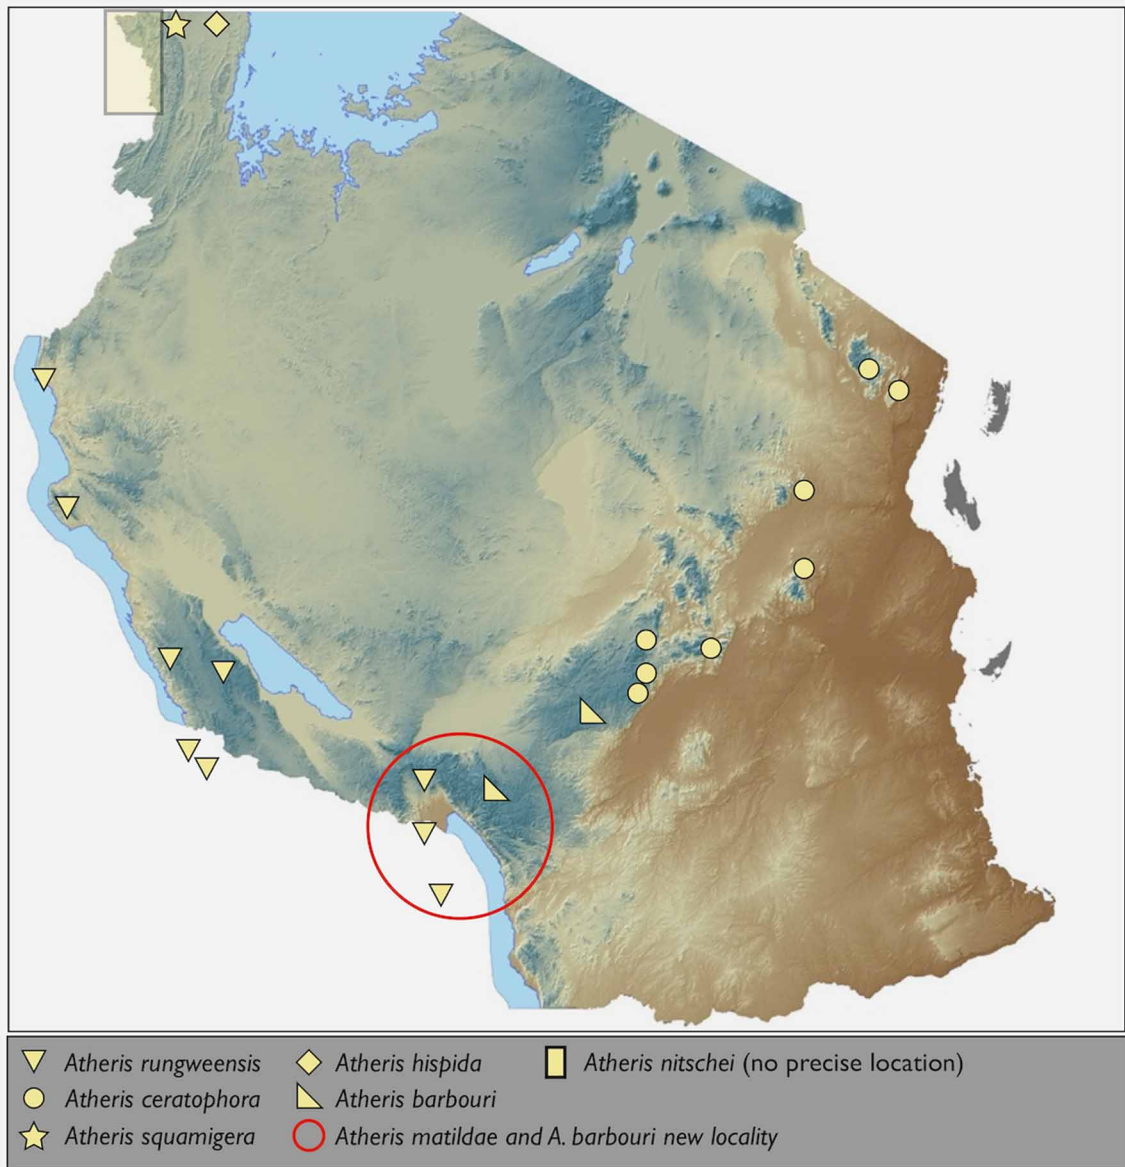 Atheris rungweensis
Atheris hispida
Atheris nitschei (no precise location)
Atheris ceratophora
Atheris barbouri
Atheris squamigera
Atheris matildae and A. barbouri new locality